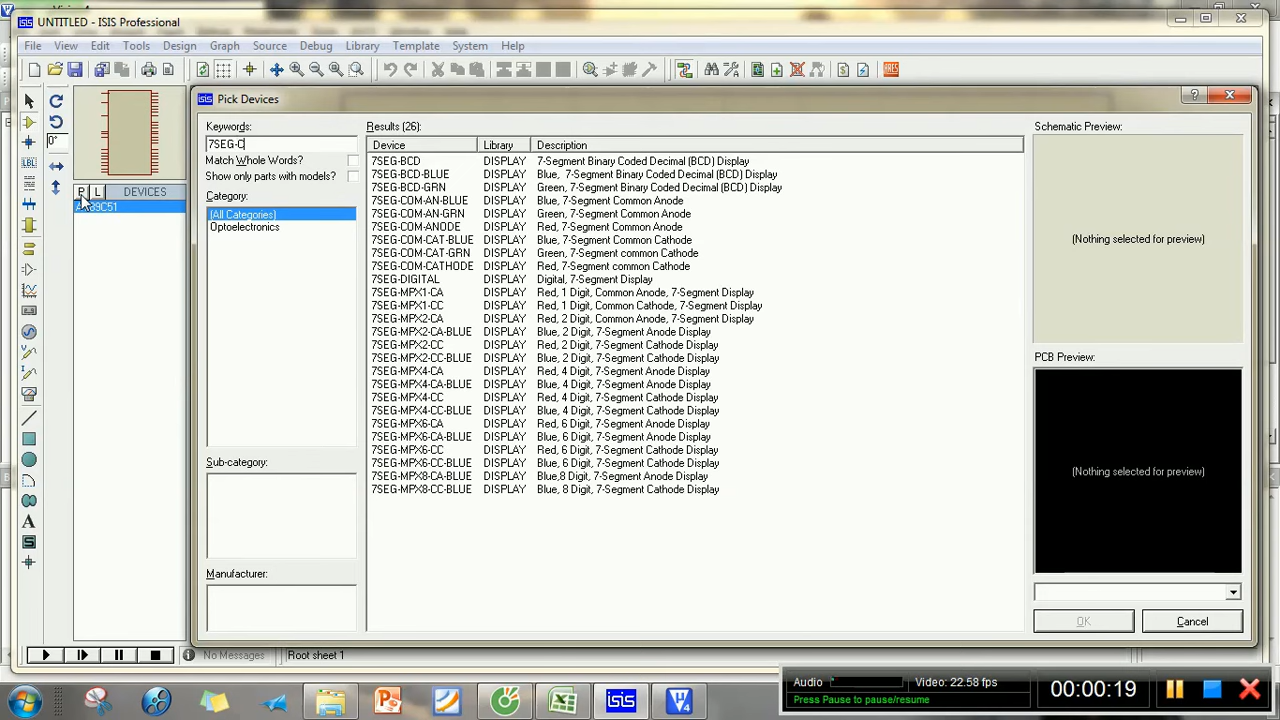 UNTITLED - ISIS Professional
File View Edit Tools Design Graph Source Debug Library Template System Help
ARES
isis Pick Devices
Keywords:
7SEG-C
Match Whole Words?
Show only parts with models?
Category:
(All Categories)
Optoelectronics
Sub-category:
Manufacturer:
Results (26):
Device Library Description
7SEG-BCD DISPLAY 7-Segment Binary Coded Decimal (BCD) Display
7SEG-BCD-BLUE DISPLAY Blue, 7-Segment Binary Coded Decimal (BCD) Display
7SEG-BCD-GRN DISPLAY Green, 7-Segment Binary Coded Decimal (BCD) Display
7SEG-COM-AN-BLUE DISPLAY Blue, 7-Segment Common Anode
7SEG-COM-AN-GRN DISPLAY Green, 7-Segment Common Anode
7SEG-COM-ANODE DISPLAY Red, 7-Segment Common Anode
7SEG-COM-CAT-BLUE DISPLAY Blue, 7-Segment Common Cathode
7SEG-COM-CAT-GRN DISPLAY Green, 7-Segment common Cathode
7SEG-COM-CATHODE DISPLAY Red, 7-Segment common Cathode
7SEG-DIGITAL DISPLAY Digital, 7-Segment Display
7SEG-MPX1-CA DISPLAY Red, 1 Digit, Common Anode, 7-Segment Display
7SEG-MPX1-CC DISPLAY Red, 1 Digit, Common Cathode, 7-Segment Display
7SEG-MPX2-CA DISPLAY Red, 2 Digit, Common Anode, 7-Segment Display
7SEG-MPX2-CA-BLUE DISPLAY Blue, 2 Digit, 7-Segment Anode Display
7SEG-MPX2-CC DISPLAY Red, 2 Digit, 7-Segment Cathode Display
7SEG-MPX2-CC-BLUE DISPLAY Blue, 2 Digit, 7-Segment Cathode Display
7SEG-MPX4-CA DISPLAY Red, 4 Digit, 7-Segment Anode Display
7SEG-MPX4-CA-BLUE DISPLAY Blue, 4 Digit, 7-Segment Anode Display
7SEG-MPX4-CC DISPLAY Red, 4 Digit, 7-Segment Cathode Display
7SEG-MPX4-CC-BLUE DISPLAY Blue, 4 Digit, 7-Segment Cathode Display
7SEG-MPX6-CA DISPLAY Red, 6 Digit, 7-Segment Anode Display
7SEG-MPX6-CA-BLUE DISPLAY Blue, 6 Digit, 7-Segment Anode Display
7SEG-MPX6-CC DISPLAY Red, 6 Digit, 7-Segment Cathode Display
7SEG-MPX6-CC-BLUE DISPLAY Blue, 6 Digit, 7-Segment Cathode Display
7SEG-MPX8-CA-BLUE DISPLAY Blue,8 Digit, 7-Segment Anode Display
7SEG-MPX8-CC-BLUE DISPLAY Blue, 8 Digit, 7-Segment Cathode Display
Schematic Preview:
(Nothing selected for preview)
PCB Preview:
(Nothing selected for preview)
OK Cancel
0°
LBL
P L DEVICES
A
S
No Messages Root sheet 1
isis
Audio Video: 22.58 fps
Press Pause to pause/resume
00:00:19